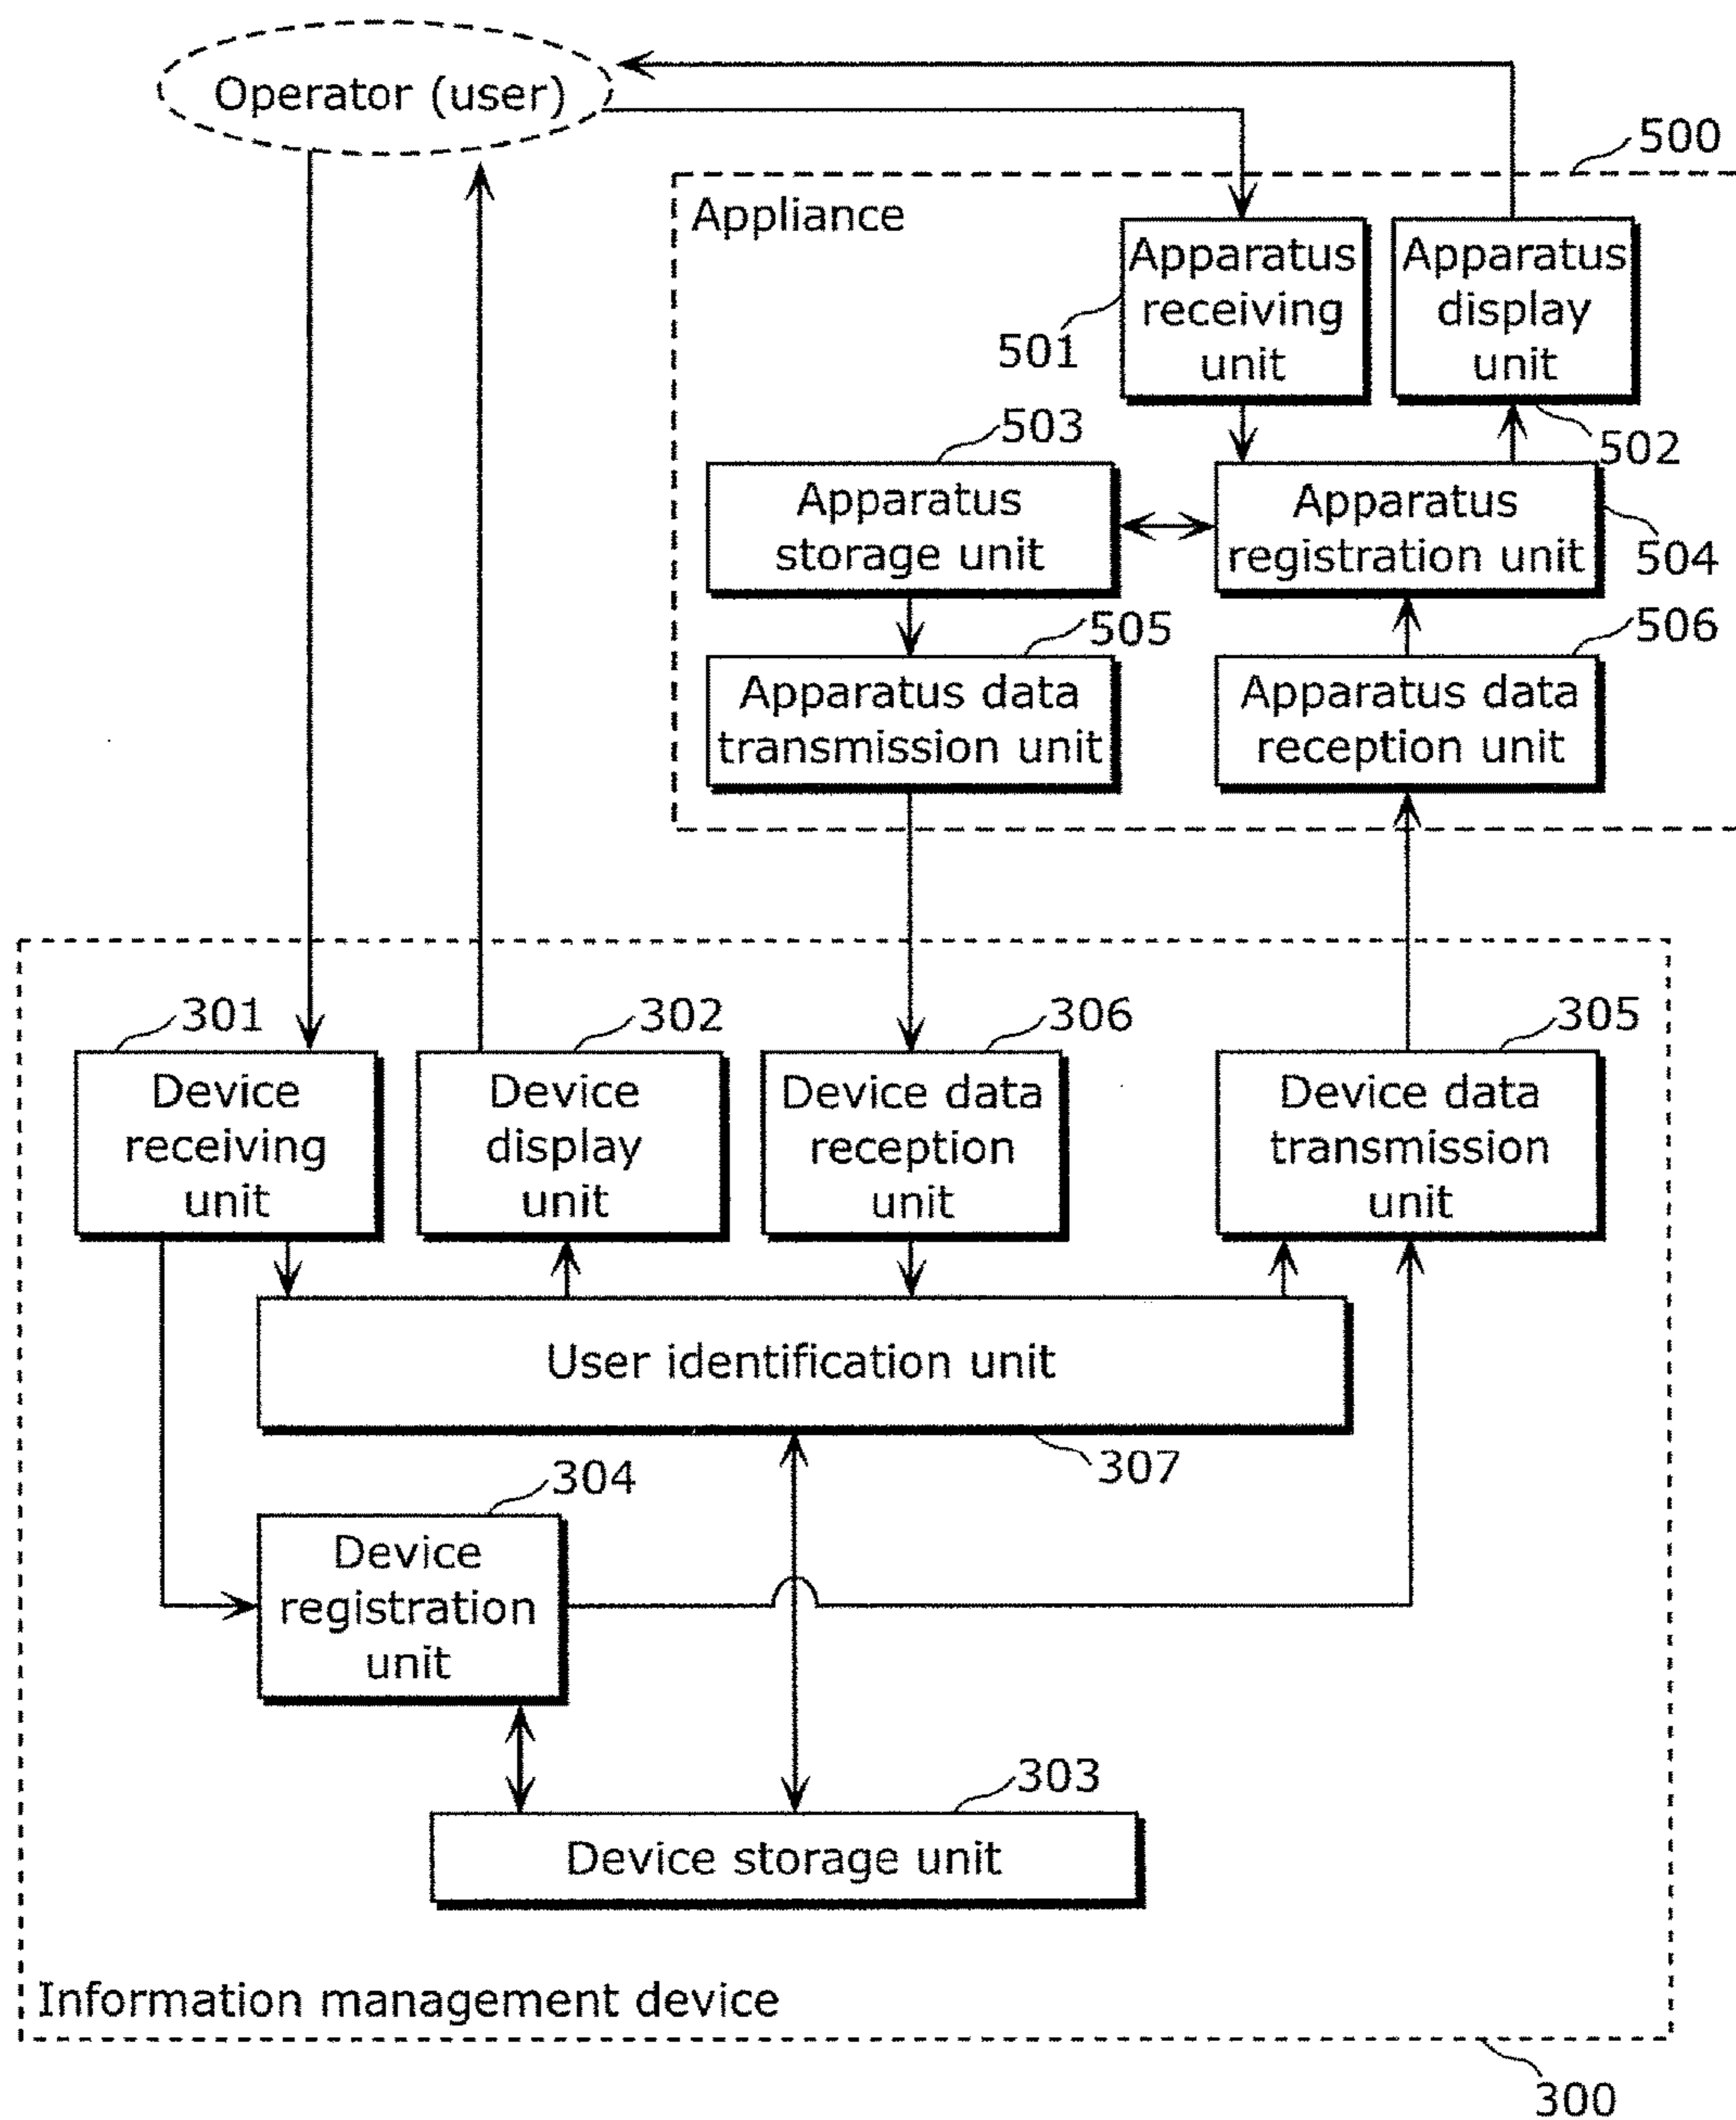 Operator (user)
500
Appliance
Apparatus
receiving
unit
501
Apparatus
display
unit
502
503
Apparatus
storage unit
Apparatus
registration unit
504
505
Apparatus data
transmission unit
506
Apparatus data
reception unit
301
Device
receiving
unit
302
Device
display
unit
306
Device data
reception
unit
305
Device data
transmission
unit
User identification unit
307
304
Device
registration
unit
303
Device storage unit
Information management device
300